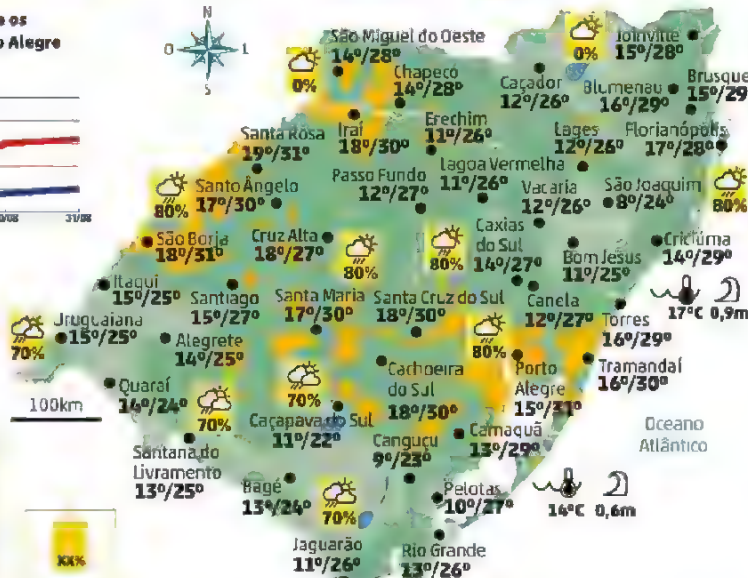 os
Alegre
N
O
L
S
São Miguel do Oeste
14º/28º
0%
Chapecó
14º/28º
0%
Caçador
12º/26º
Joinville
15º/28º
Blumenau
16º/29º
Brusque
15º/29
Santa Rosa
19º/31º
Iraí
18º/30º
Erechim
11º/26º
Lages
12º/26º
Florianópolis
17º/28º
31/08
80%
Santo Ângelo
17º/30º
Passo Fundo
12º/27º
Lagoa Vermelha
11º/26º
Vacaria
12º/26º
São Joaquim
8º/24º
80%
São Borja
18º/31º
Cruz Alta
18º/27º
80%
80%
Caxias
do Sul
14º/27º
Bom Jesus
11º/25º
Criciúma
14º/29º
Itaqui
15º/25º
Santiago
15º/27º
Santa Maria
17º/30º
Santa Cruz do Sul
18º/30º
Canela
12º/27º
17ºC 0,9m
Torres
16º/29º
70%
Uruguaiana
15º/25º
Alegrete
14º/25º
80%
Tramandaí
16º/30º
Quaraí
14º/24º
70%
70%
Cachoeira
do Sul
18º/30º
Porto
Alegre
15º/31º
100km
Caçapava do Sul
11º/22º
Camaquã
13º/29º
Oceano
Atlântico
Santana do
Livramento
13º/25º
Canguçu
9º/23º
Bagé
13º/24º
70%
Pelotas
10º/27º
14ºC 0,6m
XX%
Jaguarão
11º/26º
Rio Grande
13º/26º